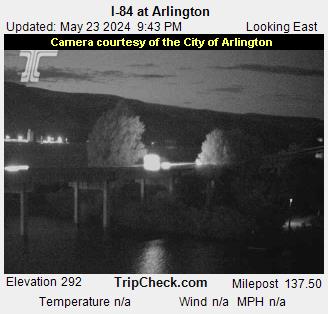 I-84 at Arlington
Updated: May 23 2024 9:43 PM Looking East
Camera courtesy of the City of Arlington
Elevation 292 TripCheck.com Milepost 137.50
Temperature n/a Wind n/a MPH n/a